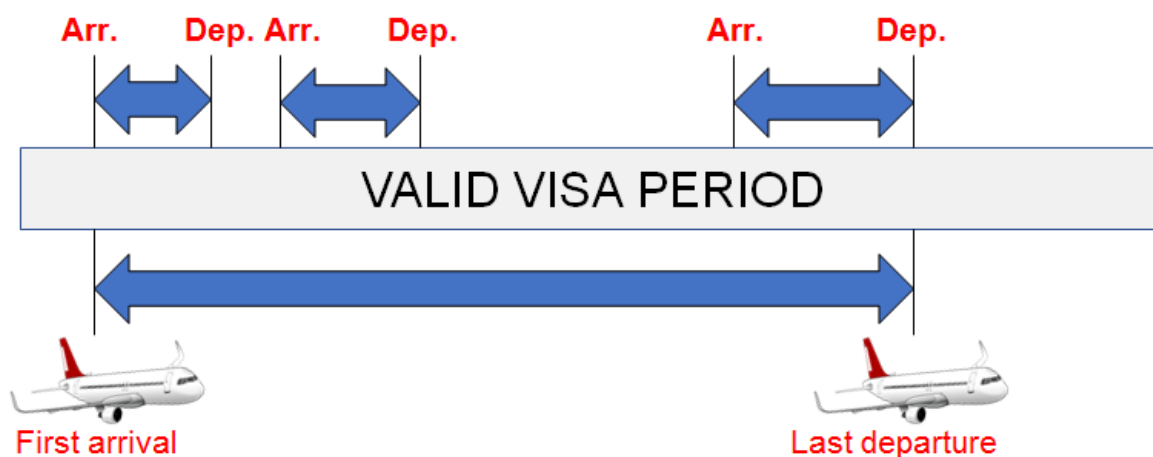 Arr. Dep. Arr. Dep. Arr. Dep.
VALID VISA PERIOD
First arrival Last departure